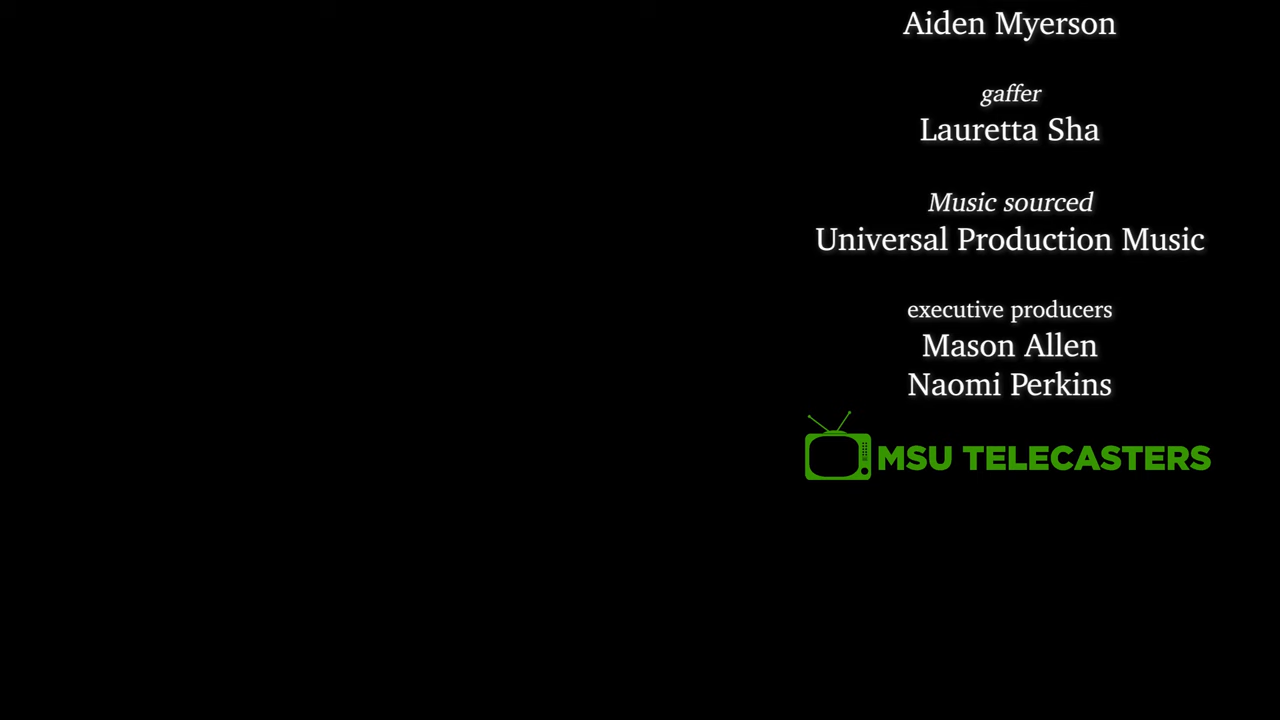 Aiden Myerson
gaffer
Lauretta Sha
Music sourced
Universal Production Music
executive producers
Mason Allen
Naomi Perkins
MSU TELECASTERS